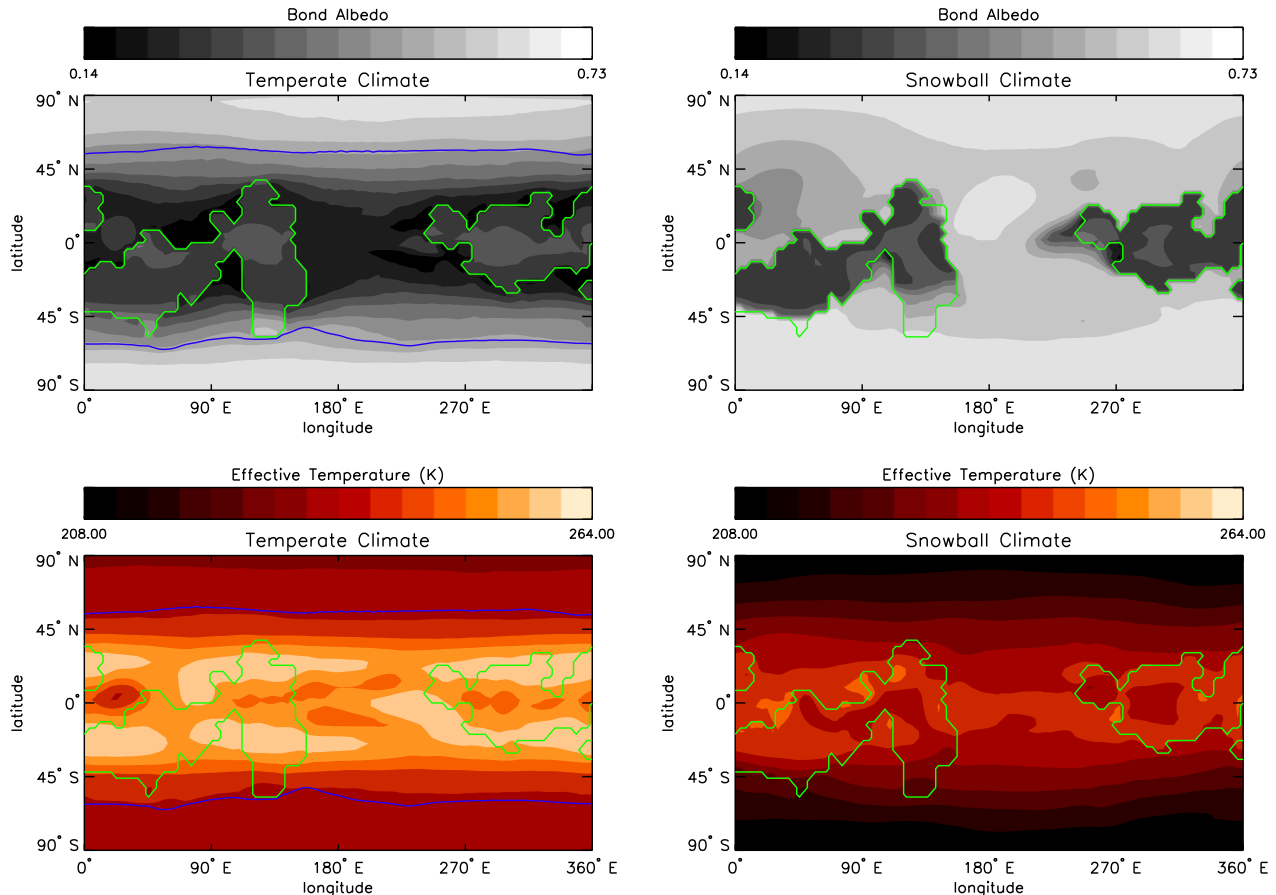 Bond Albedo
0.14 0.73
Temperate Climate
90° N
45° N
0°
45° S
90° S
latitude
0° 90° E 180° E 270° E
longitude
Bond Albedo
0.14 0.73
Snowball Climate
90° N
45° N
0°
45° S
90° S
latitude
0° 90° E 180° E 270° E
longitude
Effective Temperature (K)
208.00 264.00
Temperate Climate
90° N
45° N
0°
45° S
90° S
latitude
0° 90° E 180° E 270° E 360° E
longitude
Effective Temperature (K)
208.00 264.00
Snowball Climate
90° N
45° N
0°
45° S
90° S
latitude
0° 90° E 180° E 270° E 360° E
longitude